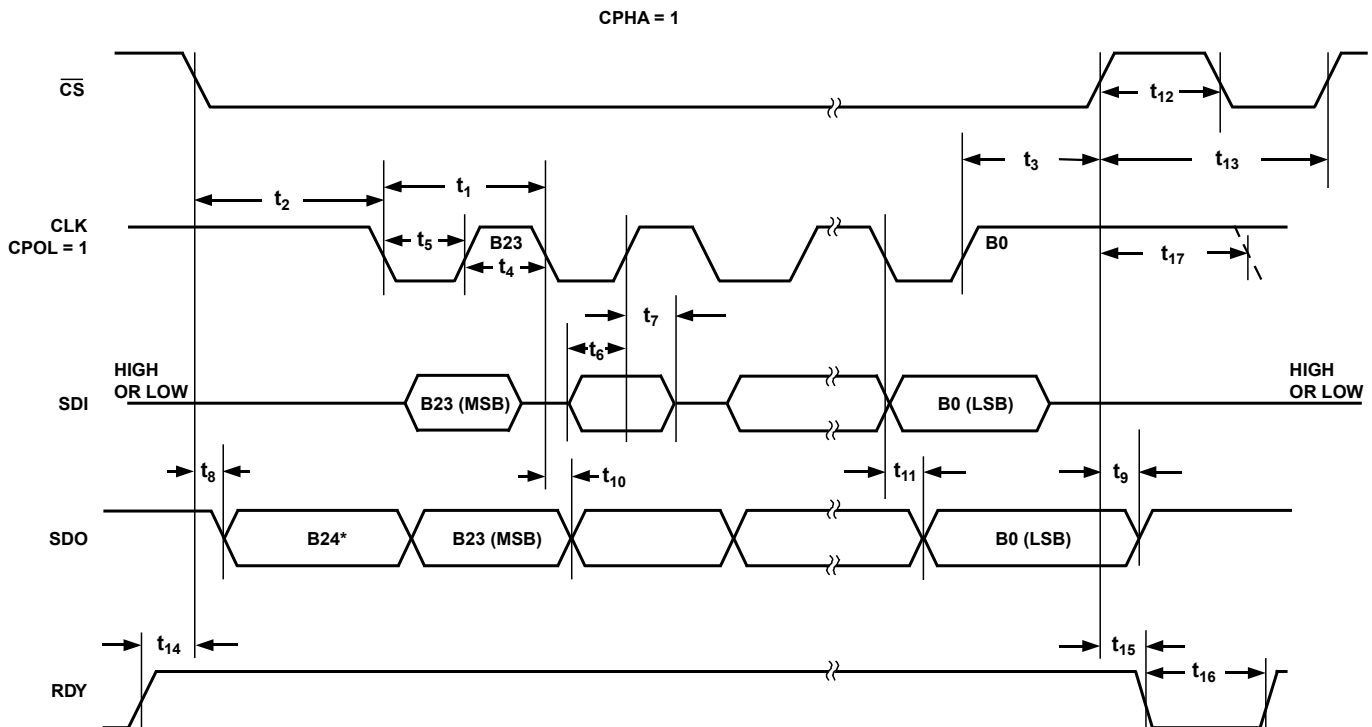 CPHA = 1
CS
t12
t3
t13
t1
t2
CLK
CPOL = 1
t5
B23
t4
B0
t17
t7
t6
HIGH
OR LOW
SDI
B23 (MSB)
B0 (LSB)
HIGH
OR LOW
t8
t10
t11
t9
SDO
B24*
B23 (MSB)
B0 (LSB)
t14
t15
RDY
t16